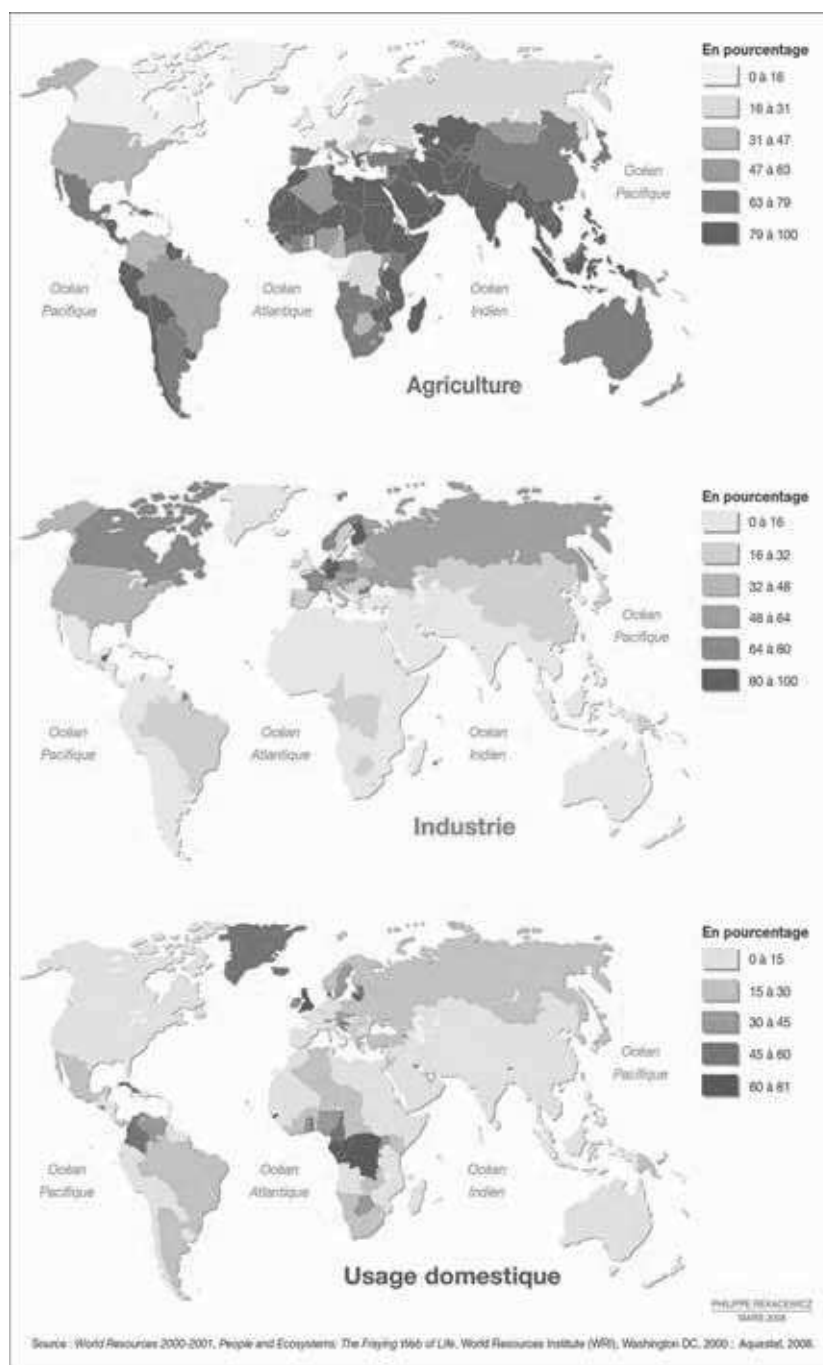 En pourcentage
0 à 16
16 à 31
31 à 47
47 à 63
63 à 79
79 à 100
Océan
Pacifique
Océan
Pacifique
Océan
Atlantique
Océan
Indien
Agriculture
En pourcentage
0 à 16
16 à 32
32 à 48
48 à 64
64 à 80
80 à 100
Océan
Pacifique
Océan
Pacifique
Océan
Atlantique
Océan
Indien
Industrie
En pourcentage
0 à 15
15 à 30
30 à 45
45 à 60
60 à 81
Océan
Pacifique
Océan
Pacifique
Océan
Atlantique
Océan
Indien
Usage domestique
PHILIPPE REKACEWICZ
MARS 2008
Source : World Resources 2000-2001, People and Ecosystems: The Fraying Web of Life, World Resources Institute (WRI), Washington DC, 2000 ; Aquastat, 2008.